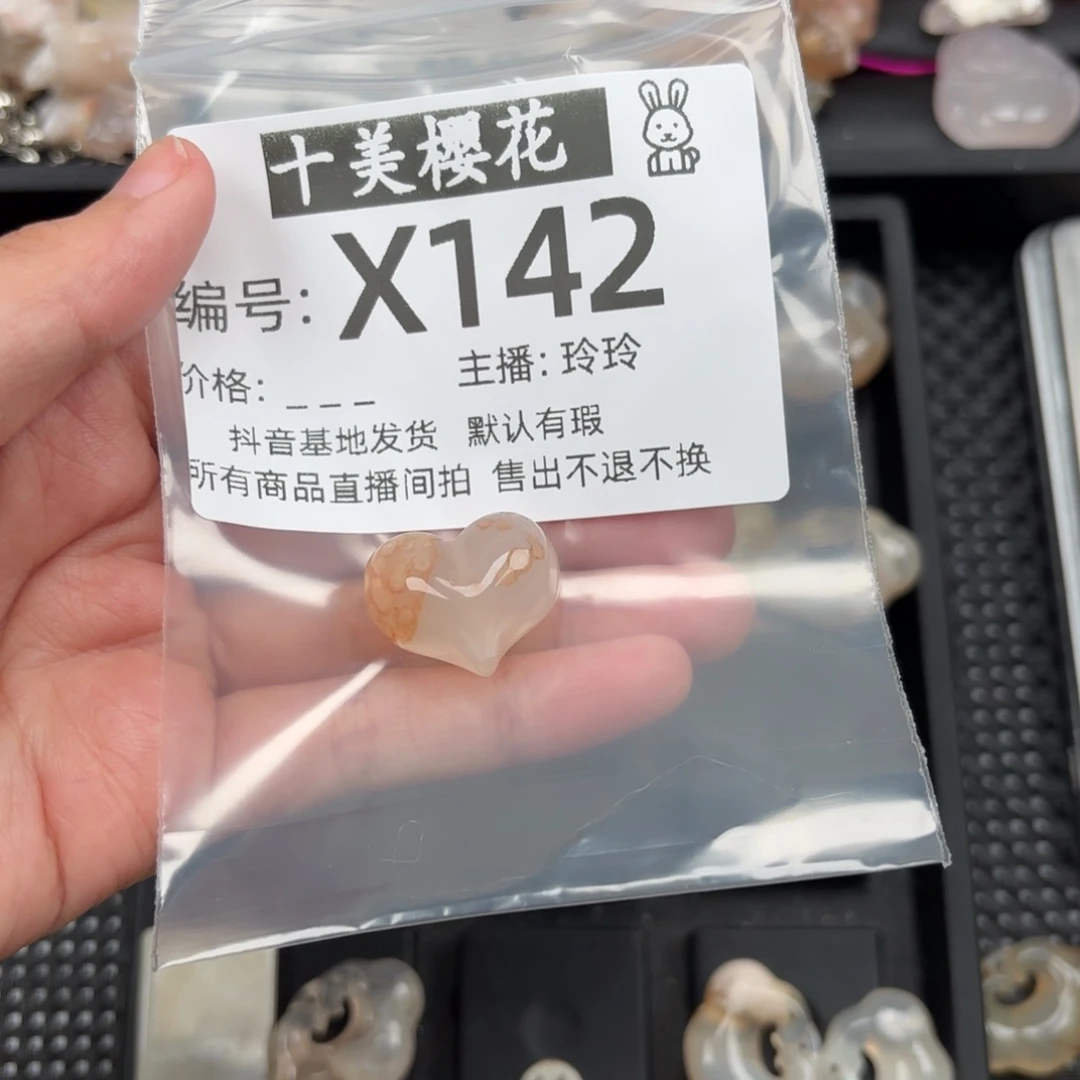 十美樱花
编号: X142
价格: _ _ _ 主播: 玲玲
抖音基地发货 默认有瑕
所有商品直播间拍 售出不退不换